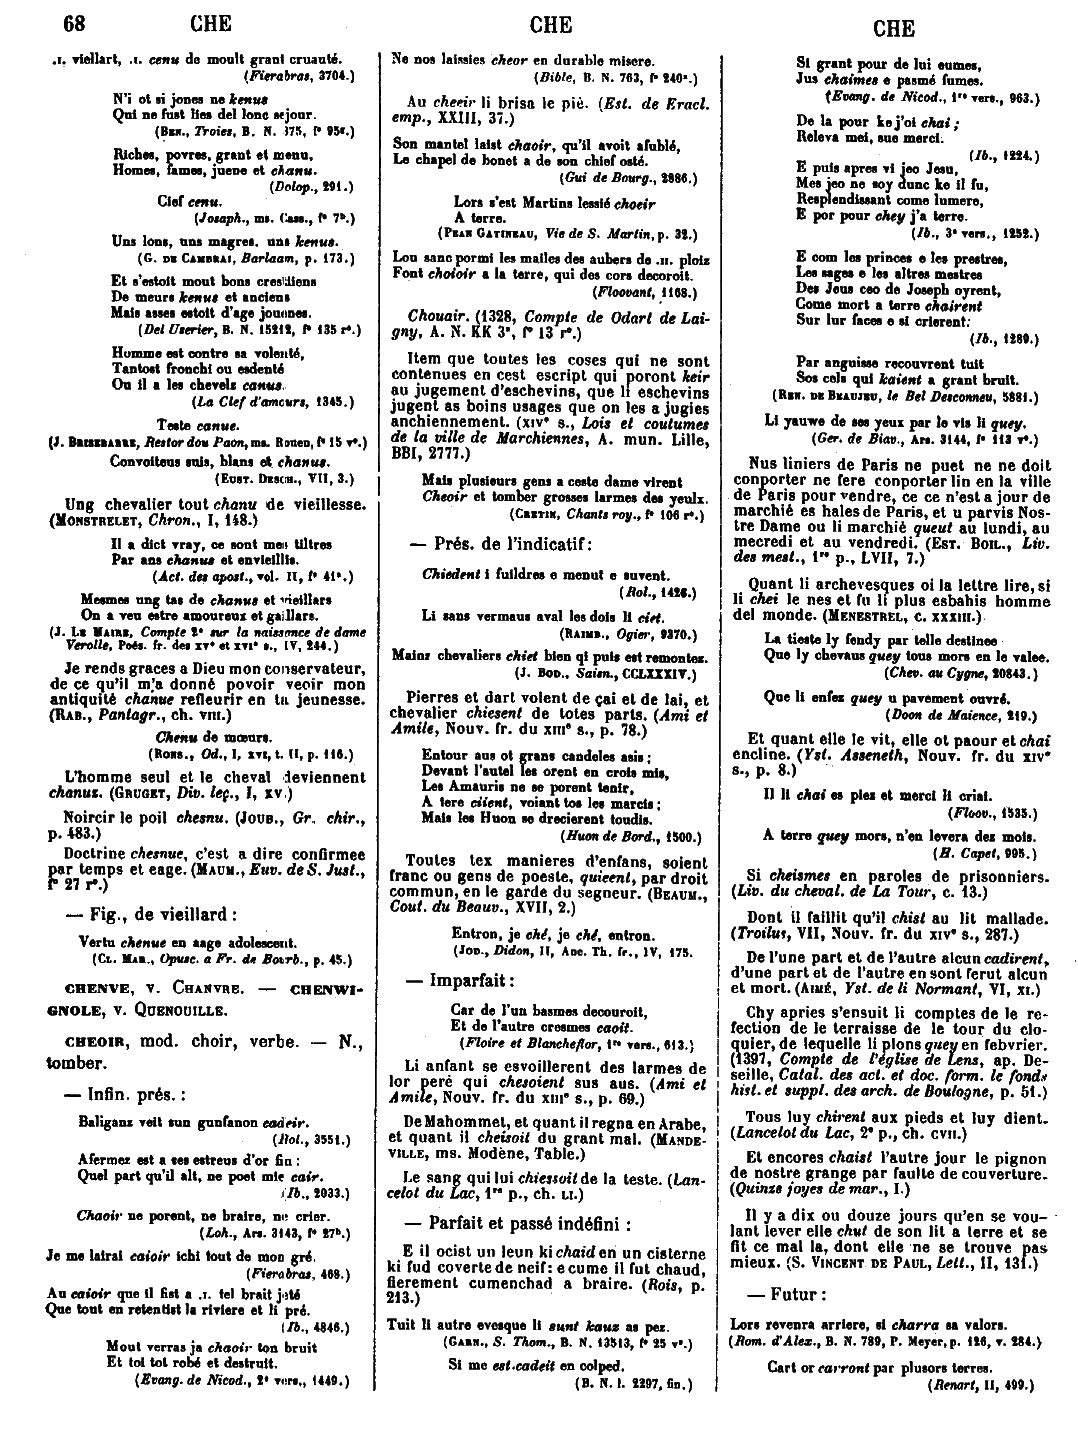 68 CHE CHE CHE
.I. viellart, .I. cenu de moult grant cruauté.
(Fierabras, 3704.)
N'i ot si jones ne kenus
Qui ne fust lies del lonc sejour.
(BEN., Troies, B. N. 375, f° 95e.)
Riches, povres, grant et menu,
Homes, fames, juene et chanu.
(Dolop., 291.)
Cief cenu.
(Josaph., ms. Cass., f° 7b.)
Uns lons, uns magres, uns kenus.
(G. DE CAMBRAI, Barlaam, p. 173.)
Et s'estoit mout bons crestiiens
De meurs kenus et anciens
Mais asses estoit d'age jouenes.
(Del Userier, B. N. 15212, f° 135 r°.)
Homme est contre sa volenté,
Tantost fronchi ou esdenté
Ou il a les chevelz canus.
(La Clef d'amours, 1345.)
Teste canue.
(J. BRISEBARRE, Restor dou Paon, ms. Rouen, f° 15 v°.)
Convoiteus suis, blans et chanus.
(EUST. DESCH., VII, 3.)
Ung chevalier tout chanu de vieillesse.
(MONSTRELET, Chron., I, 148.)
Il a dict vray, ce sont mes tiltres
Par ans chanus et envieillis.
(Act. des apost., vol. II, f° 41c.)
Mesmes ung tas de chanus et vieillars
On a veu estre amoureux et gaillars.
(J. LE MAIRE, Compte 2e sur la naissance de dame
Verolle, Poés. fr. des XVe et XVIe s., IV, 244.)
Je rends graces a Dieu mon conservateur,
de ce qu'il m'a donné povoir veoir mon
antiquité chanue refleurir en ta jeunesse.
(RAB., Pantagr., ch. VIII.)
Chenu de mœurs.
(RONS., Od., I, XVI, t. II, p. 116.)
L'homme seul et le cheval deviennent
chanus. (GRUGET, Div. leç., I, XV.)
Noircir le poil chesnu. (JOUB., Gr. chir.,
p. 483.)
Doctrine chesnue, c'est a dire confirmee
par temps et eage. (MAUM., Euv. de S. Just.,
f° 27 r°.)
— Fig., de vieillard :
Vertu chenue en aage adolescent.
(CL. MAR., Opusc. a Fr. de Bourb., p. 45.)
CHENVE, V. CHANVRE. — CHENWI-
GNOLE, V. QUENOUILLE.
CHEOIR, mod. choir, verbe. — N.,
tomber.
— Infin. prés. :
Baliganz veit sun gunfanon cadeir.
(Rol., 3551.)
Afermez est a ses estreus d'or fin :
Quel part qu'il alt, ne poet mie cair.
(Ib., 2033.)
Chaoir ne porent, ne braire, ne crier.
(Loh., Ars. 3143, f° 27b.)
Je me lairai caioir ichi tout de mon gré.
(Fierabras, 468.)
Au caioir que il fist a .I. tel brait jeté
Que tout en retentist la riviere et li pré.
(Ib., 4846.)
Mout verras ja chaoir ton bruit
Et tot tot robé et destruit.
(Evang. de Nicod., 2e vers., 1449.)
Ne nos laissies cheor en durable misere.
(Bible, B. N. 763, f° 240a.)
Au cheeir li brisa le pié. (Est. de Eracl.
emp., XXIII, 37.)
Son mantel laist chaoir, qu'il avoit afublé,
Le chapel de bonet a de son chief osté.
(Gui de Bourg., 2886.)
Lors s'est Martins lessié choeir
A terre.
(PEAN GATINEAU, Vie de S. Martin, p. 32.)
Lou sanc pormi les mailles des aubers de .II. ploiz
Font choioir a la terre, qui des cors decoroit.
(Floovant, 1168.)
Chouair. (1328, Compte de Odart de Lai-
gny, A. N. KK 3a, f° 13 r°.)
Item que toutes les coses qui ne sont
contenues en cest escript qui poront keir
au jugement d'eschevins, que li eschevins
jugent as boins usages que on les a jugies
anchiennement. (XIVe s., Lois et coutumes
de la ville de Marchiennes, A. mun. Lille,
BBI, 2777.)
Mais plusieurs gens a ceste dame virent
Cheoir et tomber grosses larmes des yeulx.
(CRETIN, Chants roy., f° 106 r°.)
— Prés. de l'indicatif :
Chiedent i fuildres e menut e suvent.
(Rol., 1426.)
Li sans vermaus aval les dois li ciet.
(RAIMB., Ogier, 9370.)
Mainz chevaliers chiet bien qi puis est remontez.
(J. BOD., Saisn., CCLXXXIV.)
Pierres et dart volent de çai et de lai, et
chevalier chiesent de totes parts. (Ami et
Amile, Nouv. fr. du XIIIe s., p. 78.)
Entour aus ot grans candeles asis ;
Devant l'autel les orent en crois mis,
Les Amauris ne se porent tenir,
A tere ciient, voiant tos les marcis ;
Mais les Huon se drecierent toudis.
(Huon de Bord., 1500.)
Toutes tex manieres d'enfans, soient
franc ou gens de poeste, quieent, par droit
commun, en le garde du segneur. (BEAUM.,
Cout. du Beauv., XVII, 2.)
Entron, je ché, je ché, entron.
(JOD., Didon, II, Anc. Th. fr., IV, 175.
— Imparfait :
Car de l'un basmes decouroit,
Et de l'autre cresmes caoit.
(Floire et Blancheflor, 1re vers., 613.)
Li anfant se esvoillerent des larmes de
lor pere qui chesoient sus aus. (Ami et
Amile, Nouv. fr. du XIIIe s., p. 69.)
De Mahommet, et quant il regna en Arabe,
et quant il cheisoit du grant mal. (MANDE-
VILLE, ms. Modène, Table.)
Le sang qui lui chiessoit de la teste. (Lan-
celot du Lac, 1re p., ch. LI.)
— Parfait et passé indéfini :
E il ocist un leun ki chaid en un cisterne
ki fud coverte de neif: e cume il fut chaud,
fierement cumenchad a braire. (Rois, p.
213.)
Tuit li autre evesque li sunt kauz as pez.
(GARN., S. Thom., B. N. 13513, f° 25 v°.)
Si me est cadeit en colped.
(B. N. l. 2297, fin.)
Si grant pour de lui eumes,
Jus chaimes e pasmé fumes.
(Evang. de Nicod., 1re vers., 963.)
De la pour ke j'oi chai ;
Releva mei, sue merci.
(Ib., 1224.)
E puis apres vi jeo Jesu,
Mes jeo ne soy dunc ke il fu,
Resplendissant come lumere,
E por pour chey j'a terre.
(Ib., 3e vers., 1252.)
E com les princes e les prestres,
Les sages e les altres mestres
Des Jeus ceo de Joseph oyrent,
Come mort a terre chairent
Sur lur faces e si crierent:
(Ib., 1289.)
Par anguisse recouvrent tuit
Sos cels qui kaient a grant bruit.
(REN. DE BEAUJEU, le Bel Desconneu, 5881.)
Li yauwe de ses yeux par le vis li quey.
(Ger. de Blav., Ars. 3144, f° 113 r°.)
Nus liniers de Paris ne puet ne ne doit
conporter ne fere conporter lin en la ville
de Paris pour vendre, ce ce n'est a jour de
marchié es hales de Paris, et u parvis Nos-
tre Dame ou li marchié queut au lundi, au
mecredi et au vendredi. (EST. BOIL., Liv.
des mest., 1re p., LVII, 7.)
Quant li archevesques oi la lettre lire, si
li chei le nes et fu li plus esbahis homme
del monde. (MENESTREL, C. XXIII.)
La tieste ly fendy par telle destinee
Que ly chevaus quey tous mors en le valee.
(Chev. au Cygne, 20843.)
Que li enfez quey u pavement ouvré.
(Doon de Maience, 219.)
Et quant elle le vit, elle ot paour et chai
encline. (Yst. Asseneth, Nouv. fr. du XIVe
s., p. 8.)
Il li chai es piez et merci li criai.
(Floov., 1535.)
A terre quey mors, n'en levera dez mois.
(H. Capet, 995.)
Si cheismes en paroles de prisonniers.
(Liv. du cheval. de La Tour, c. 13.)
Dont il faillit qu'il chist au lit mallade.
(Troilus, VII, Nouv. fr. du XIVe s., 287.)
De l'une part et de l'autre alcun cadirent,
d'une part et de l'autre en sont ferut alcun
et mort. (AIMÉ, Yst. de li Normant, VI, XI.)
Chy apries s'ensuit li comptes de le re-
fection de le terraisse de le tour du clo-
quier, de lequelle li plons quey en febvrier.
(1397, Compte de l'église de Lens, ap. De-
seille, Catal. des act. et doc. form. le fonds
hist. et suppl. des arch. de Boulogne, p. 51.)
Tous luy chirent aux pieds et luy dient.
(Lancelot du Lac, 2e p., ch. CVII.)
Et encores chaist l'autre jour le pignon
de nostre grange par faulte de couverture.
(Quinze joyes de mar., I.)
Il y a dix ou douze jours qu'en se vou-
lant lever elle chut de son lit a terre et se
fit ce mal la, dont elle ne se trouve pas
mieux. (S. VINCENT DE PAUL, Lett., II, 131.)
— Futur :
Lors revenra arriere, si charra sa valors.
(Rom. d'Alex., B. N. 789, P. Meyer, p. 126, v. 284.)
Cart or carront par plusors terres.
(Renart, II, 499.)